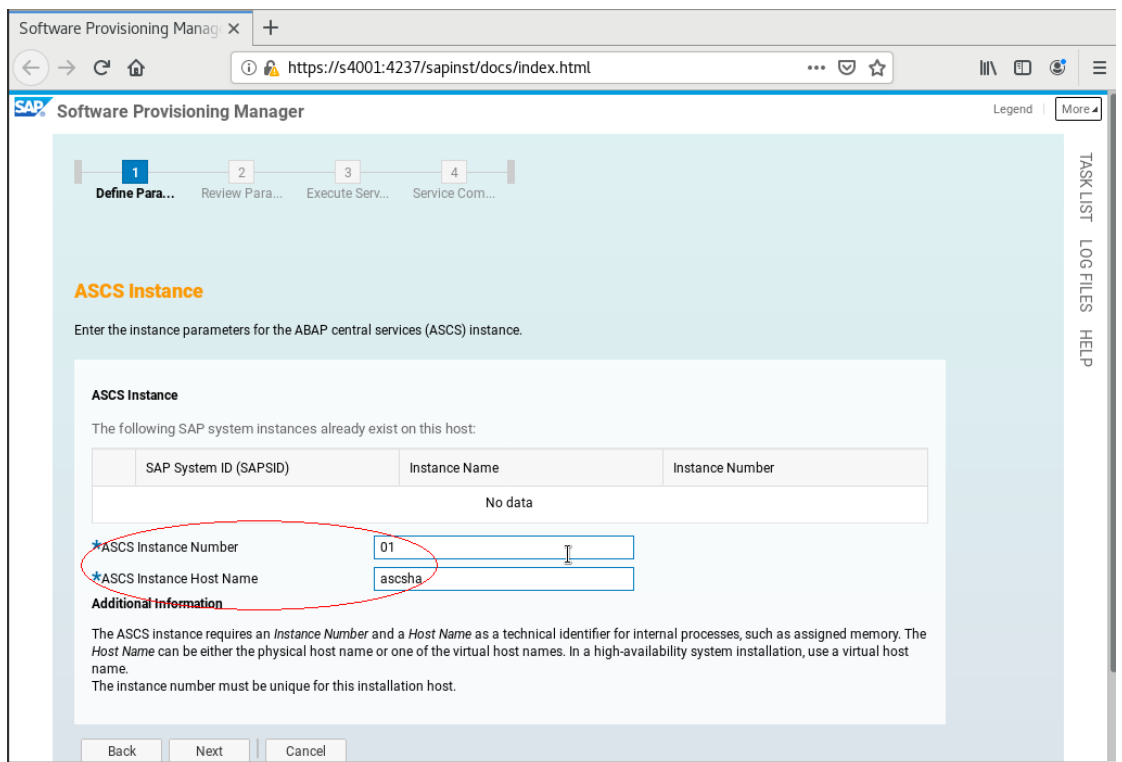 Software Provisioning Manag
https://s4001:4237/sapinst/docs/index.html
SAP Software Provisioning Manager
Legend
More
1
2
3
4
Define Para...
Review Para...
Execute Serv...
Service Com...
TASK LIST
LOG FILES
HELP
ASCS Instance
Enter the instance parameters for the ABAP central services (ASCS) instance.
ASCS Instance
The following SAP system instances already exist on this host:
SAP System ID (SAPSID) Instance Name Instance Number
No data
*ASCS Instance Number 01
*ASCS Instance Host Name ascsha
Additional Information
The ASCS instance requires an Instance Number and a Host Name as a technical identifier for internal processes, such as assigned memory. The
Host Name can be either the physical host name or one of the virtual host names. In a high-availability system installation, use a virtual host
name.
The instance number must be unique for this installation host.
Back Next Cancel